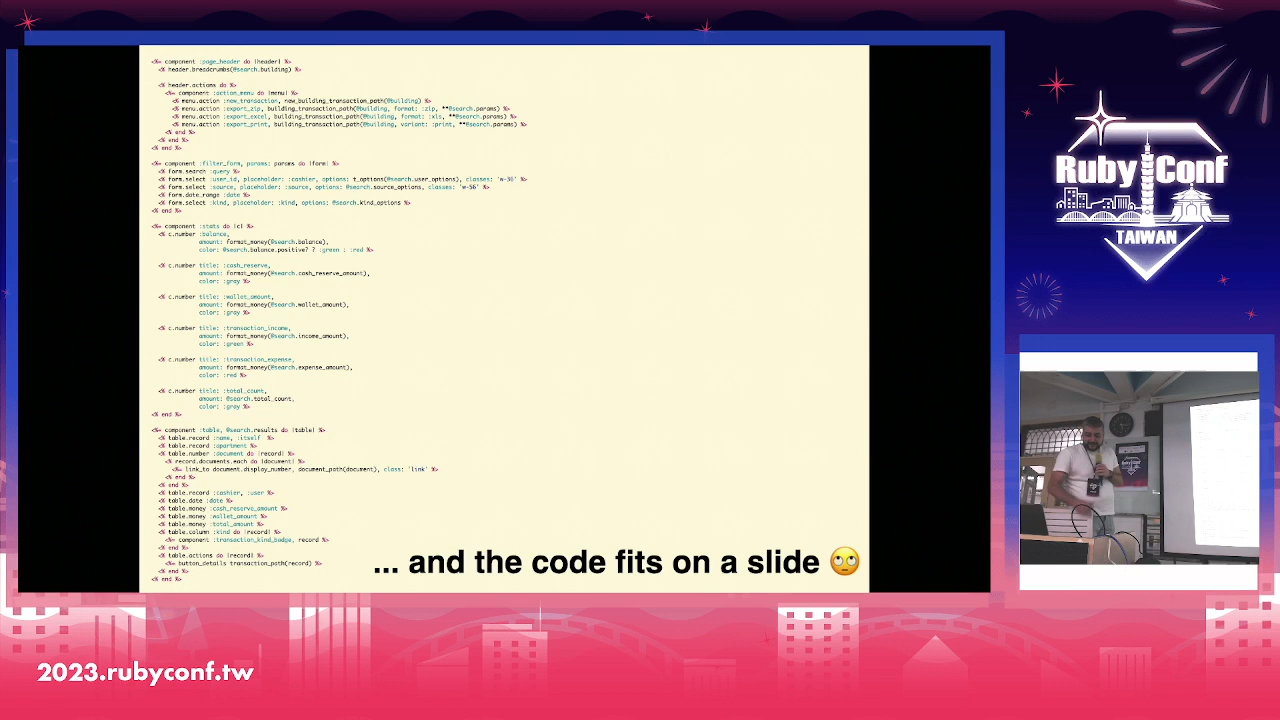 <%= component :page_header do |header| %>
<% header.breadcrumbs(@search.building) %>
<% header.actions do %>
<%= component :action_menu do |menu| %>
<% menu.action :new_transaction, new_building_transaction_path(@building) %>
<% menu.action :export_zip, building_transaction_path(@building, format: :zip, **@search.params) %>
<% menu.action :export_excel, building_transaction_path(@building, format: :xls, **@search.params) %>
<% menu.action :export_print, building_transaction_path(@building, variant: :print, **@search.params) %>
<% end %>
<% end %>
<% end %>
<%= component :filter_form, params: params do |form| %>
<% form.search :query %>
<% form.select :user_id, placeholder: :cashier, options: t_options(@search.user_options), classes: 'w-36' %>
<% form.select :source, placeholder: :source, options: @search.source_options, classes: 'w-56' %>
<% form.date_range :date %>
<% form.select :kind, placeholder: :kind, options: @search.kind_options %>
<% end %>
<%= component :stats do |c| %>
<% c.number :balance,
amount: format_money(@search.balance),
color: @search.balance.positive? ? :green : :red %>
<% c.number title: :cash_reserve,
amount: format_money(@search.cash_reserve_amount),
color: :gray %>
<% c.number title: :wallet_amount,
amount: format_money(@search.wallet_amount),
color: :gray %>
<% c.number title: :transaction_income,
amount: format_money(@search.income_amount),
color: :green %>
<% c.number title: :transaction_expense,
amount: format_money(@search.expense_amount),
color: :red %>
<% c.number title: :total_count,
amount: @search.total_count,
color: :gray %>
<% end %>
<%= component :table, @search.results do |table| %>
<% table.record :name, :itself %>
<% table.record :apartment %>
<% table.number :document do |record| %>
<% record.documents.each do |document| %>
<%= link_to document.display_number, document_path(document), class: 'link' %>
<% end %>
<% end %>
<% table.record :cashier, :user %>
<% table.date :date %>
<% table.money :cash_reserve_amount %>
<% table.money :wallet_amount %>
<% table.money :total_amount %>
<% table.column :kind do |record| %>
<%= component :transaction_kind_badge, record %>
<% end %>
<% table.actions do |record| %>
<%= button_details transaction_path(record) %>
<% end %>
<% end %>
... and the code fits on a slide 🙄
RubyConf
TAIWAN
2023.rubyconf.tw